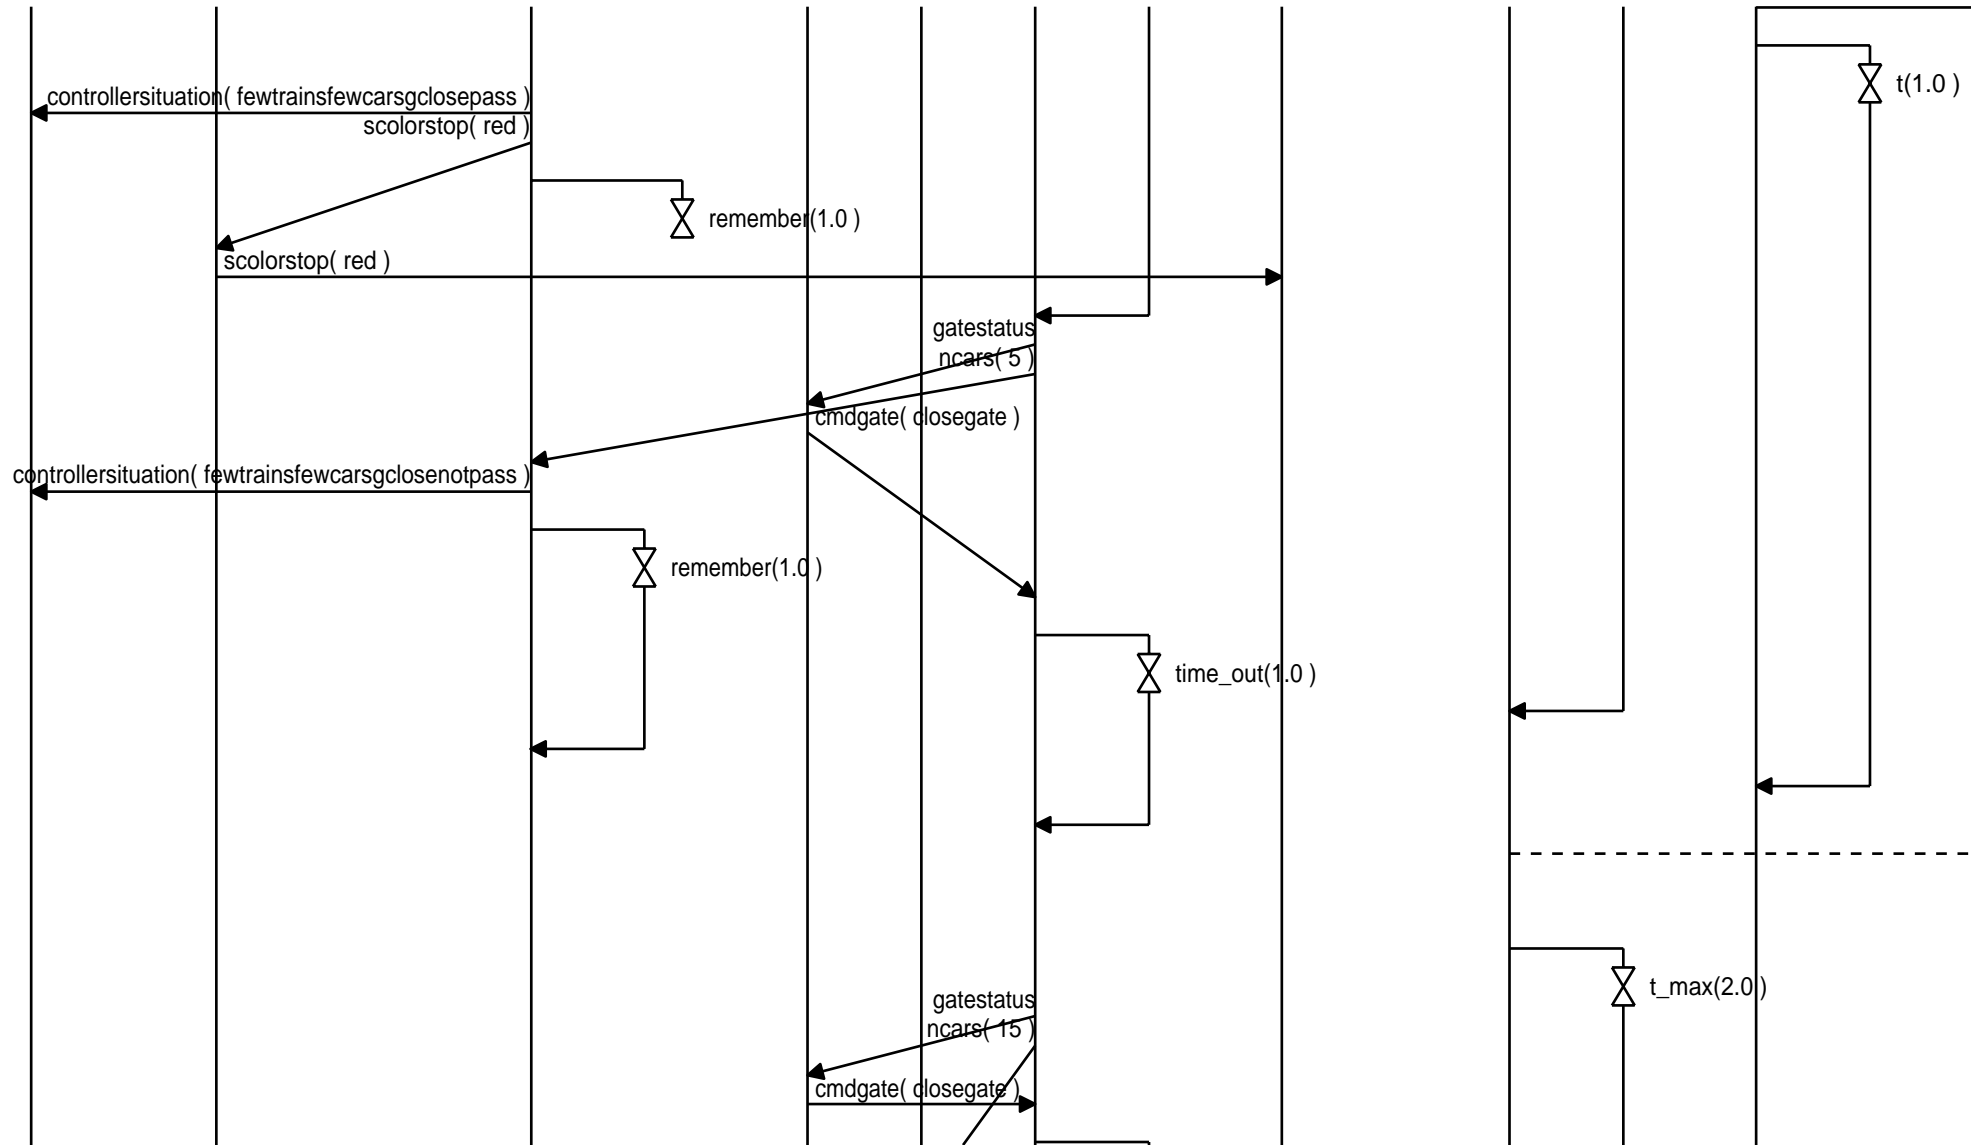 t(1.0 )
controllersituation( fewtrainsfewcarsgclosepass )
scolorstop( red )
remember(1.0 )
scolorstop( red )
gatestatus
ncars( 5 )
cmdgate( closegate )
controllersituation( fewtrainsfewcarsgclosenotpass )
remember(1.0 )
time_out(1.0 )
t_max(2.0 )
gatestatus
ncars( 15 )
cmdgate( closegate )